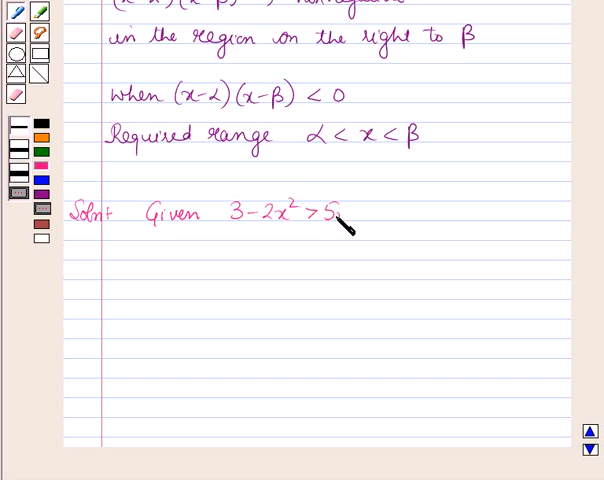 (x-α)(x-β)
in the region on the right to β
when (x-α)(x-β) < 0
Required range α < x < β
Soln+ Given 3-2x² > 5